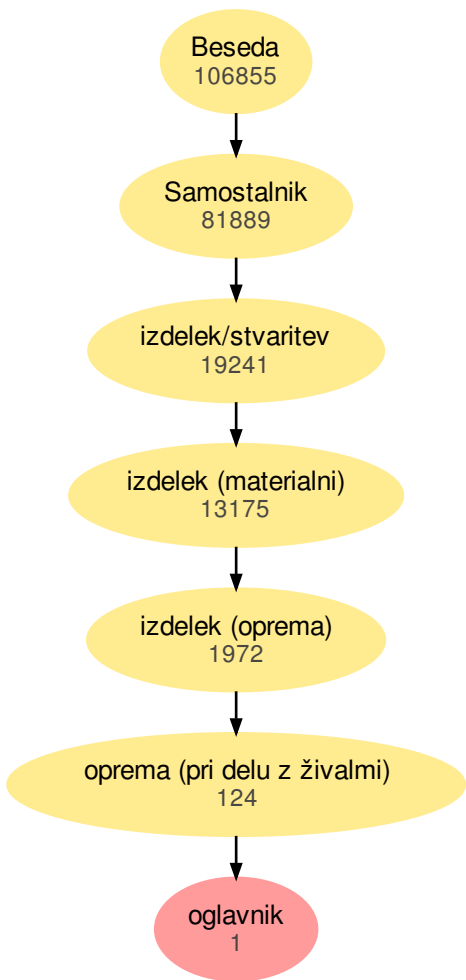 Beseda
106855
Samostalnik
81889
izdelek/stvaritev
19241
izdelek (materialni)
13175
izdelek (oprema)
1972
oprema (pri delu z živalmi)
124
oglavnik
1